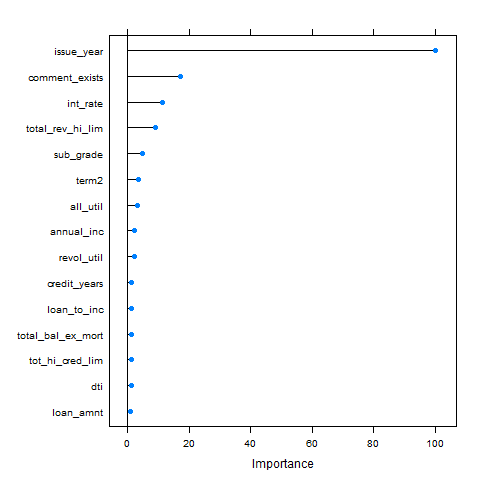 issue_year
comment_exists
int_rate
total_rev_hi_lim
sub_grade
term2
all_util
annual_inc
revol_util
credit_years
loan_to_inc
total_bal_ex_mort
tot_hi_cred_lim
dti
loan_amnt
0 20 40 60 80 100
Importance